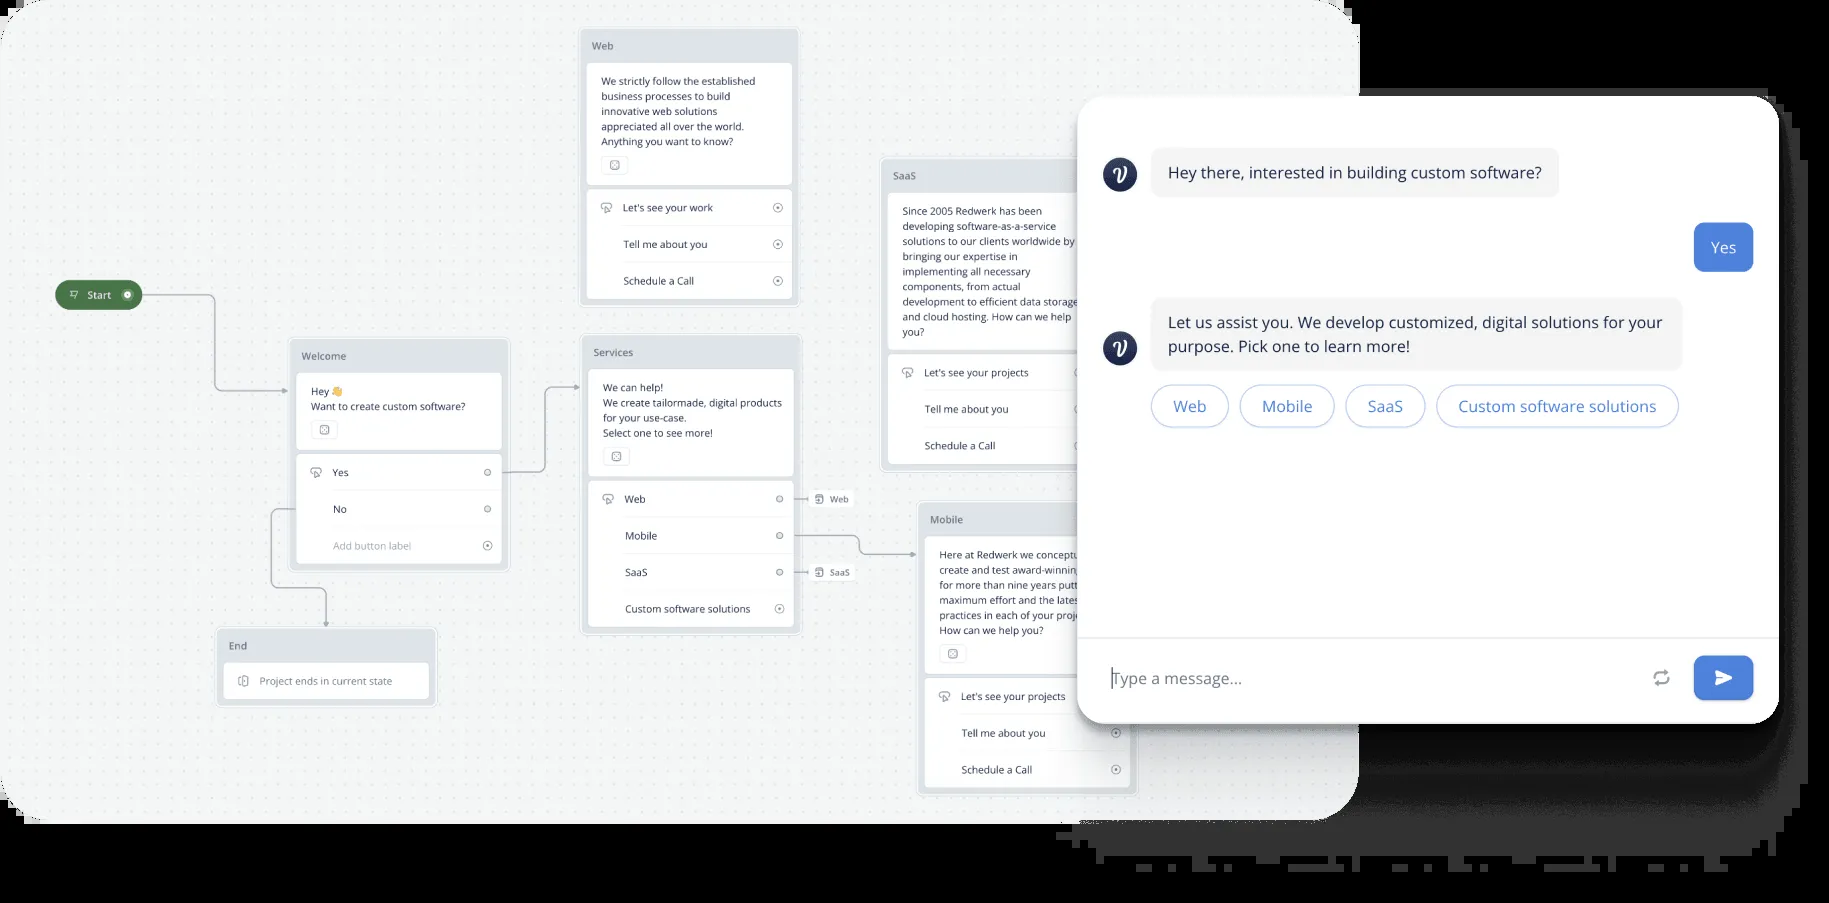 Web
We strictly follow the established
business processes to build
innovative web solutions
appreciated all over the world.
Anything you want to know?
Let's see your work
Tell me about you
Schedule a Call
Start
Welcome
Hey 👋
Want to create custom software?
Yes
No
Add button label
End
Project ends in current state
Services
We can help!
We create tailormade, digital products
for your use-case.
Select one to see more!
Web
Mobile
SaaS
Custom software solutions
Web
SaaS
SaaS
Since 2005 Redwerk has been
developing software-as-a-service
solutions to our clients worldwide by
bringing our expertise in
implementing all necessary
components, from actual
development to efficient data storage
and cloud hosting. How can we help
you?
Let's see your projects
Tell me about you
Schedule a Call
Mobile
Here at Redwerk we
create and test award-winning
for more than nine years
maximum effort and the
practices in each of your
How can we help you?
Let's see your projects
Tell me about you
Schedule a Call
Hey there, interested in building custom software?
Yes
Let us assist you. We develop customized, digital solutions for your
purpose. Pick one to learn more!
Web
Mobile
SaaS
Custom software solutions
Type a message...